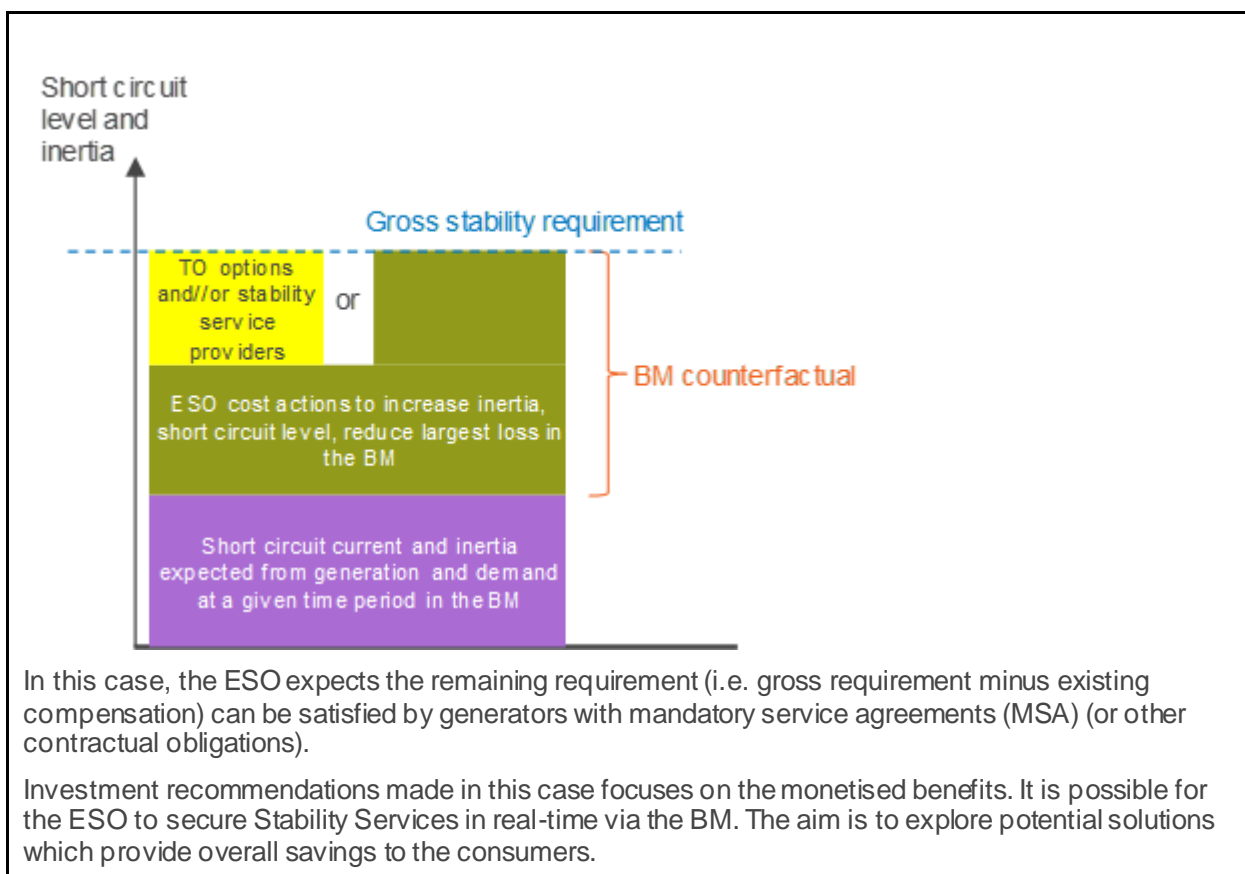 Short circuit
level and
inertia
Gross stability requirement
TO options
and//or stability
service
providers
or
BM counterfactual
ESO cost actions to increase inertia,
short circuit level, reduce largest loss in
the BM
Short circuit current and inertia
expected from generation and demand
at a given time period in the BM
In this case, the ESO expects the remaining requirement (i.e. gross requirement minus existing
compensation) can be satisfied by generators with mandatory service agreements (MSA) (or other
contractual obligations).
Investment recommendations made in this case focuses on the monetised benefits. It is possible for
the ESO to secure Stability Services in real-time via the BM. The aim is to explore potential solutions
which provide overall savings to the consumers.